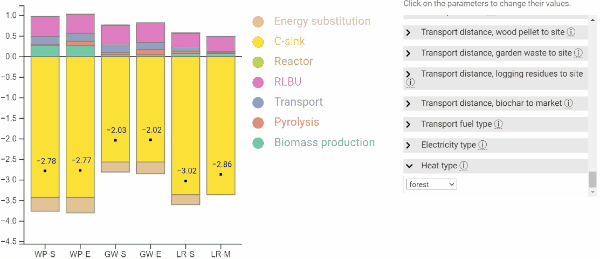 Click on the parameters to change their values.
1.0
0.5
0.0
−0.5
−1.0
−1.5
−2.0
−2.5
−3.0
−3.5
−4.0
−4.5
−2.78
−2.77
−2.03
−2.02
−3.02
−2.86
WP-S
WP-E
GW-S
GW-E
LR-S
LR-M
Energy substitution
C-sink
Reactor
RLBU
Transport
Pyrolysis
Biomass production
Transport distance, wood pellet to site
Transport distance, garden waste to site
Transport distance, logging residues to site
Transport distance, biochar to market
Transport fuel type
Electricity type
Heat type
forest